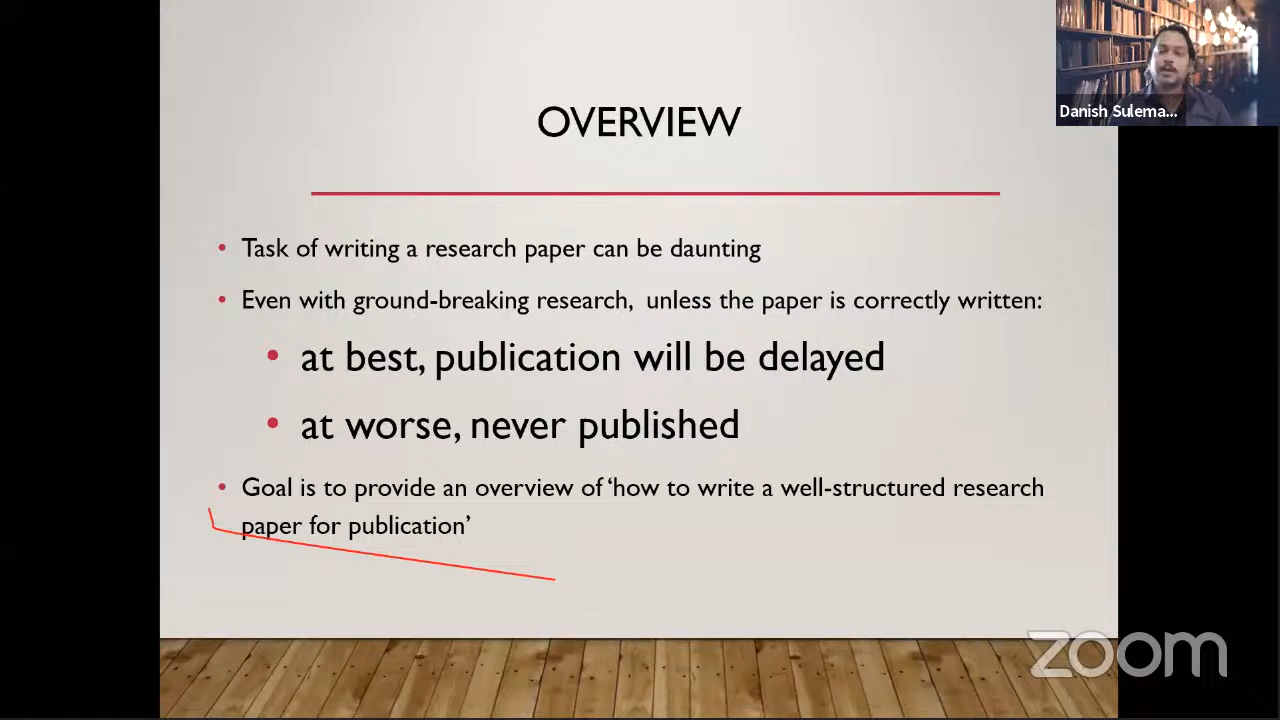 OVERVIEW
Danish Sulema...
• Task of writing a research paper can be daunting
• Even with ground-breaking research,  unless the paper is correctly written:
• at best, publication will be delayed
• at worse, never published
• Goal is to provide an overview of ‘how to write a well-structured research
paper for publication’
zoom